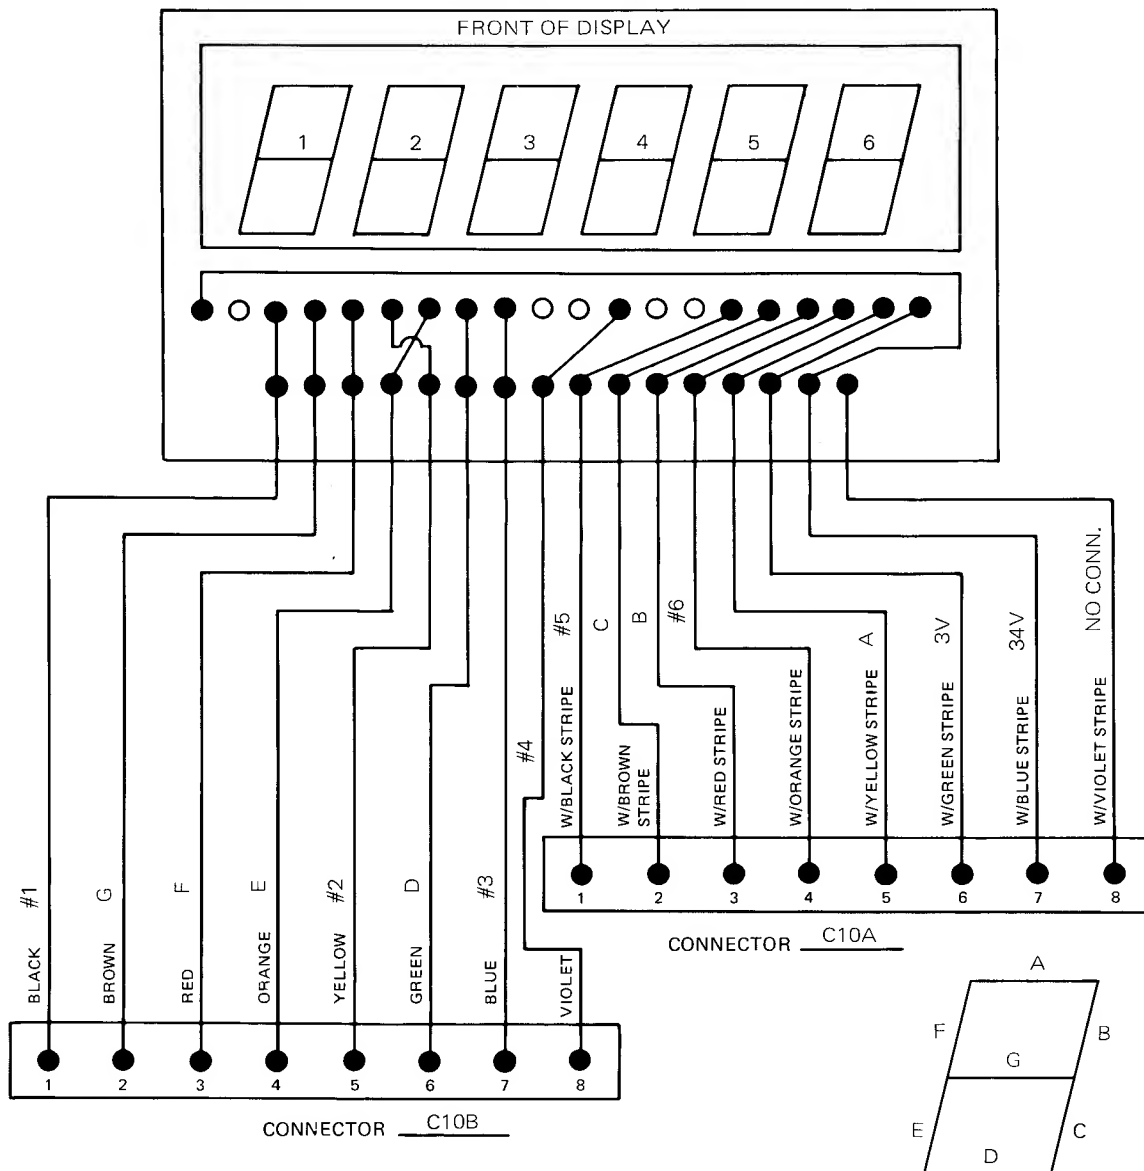 FRONT OF DISPLAY
1 2 3 4 5 6
#1 G F E #2 D #3 #4
BLACK BROWN RED ORANGE YELLOW GREEN BLUE VIOLET
1 2 3 4 5 6 7 8
CONNECTOR C10B
#5 C B #6 A 3V 34V NO CONN.
W/BLACK STRIPE
W/BROWN
STRIPE
W/RED STRIPE
W/ORANGE STRIPE
W/YELLOW STRIPE
W/GREEN STRIPE
W/BLUE STRIPE
W/VIOLET STRIPE
1 2 3 4 5 6 7 8
CONNECTOR C10A
A
F B
G
E C
D